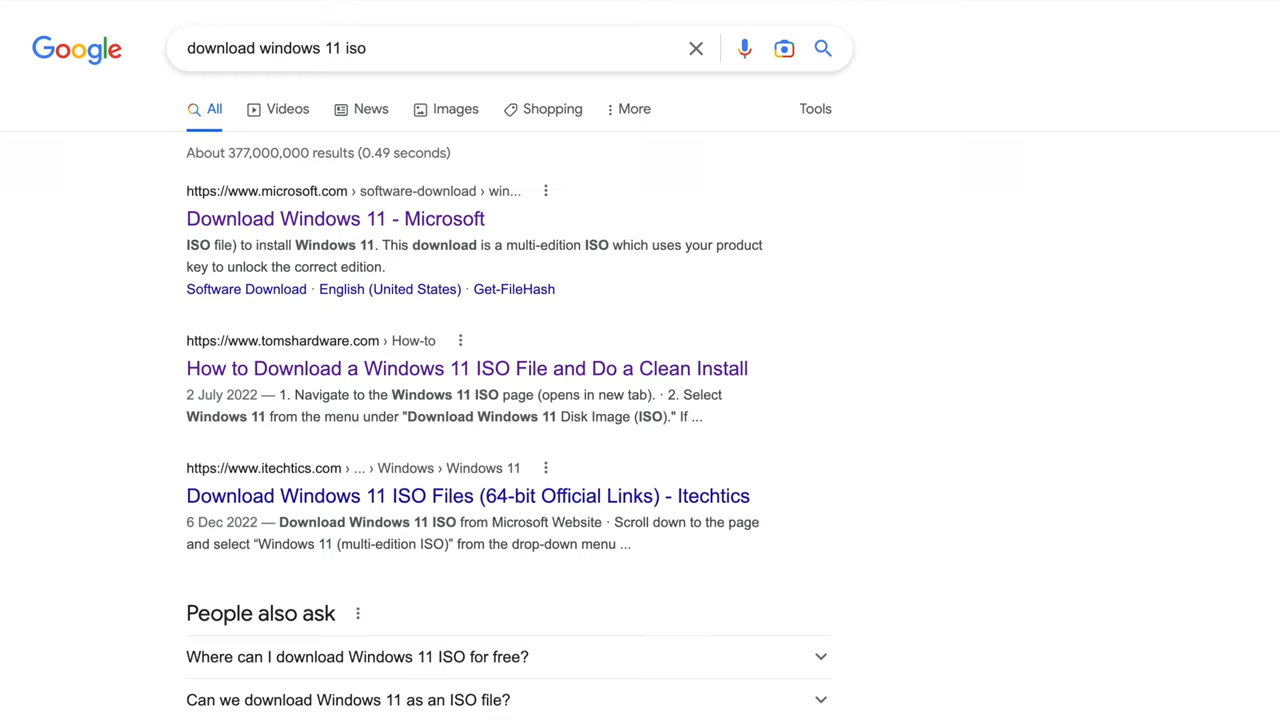 Google
download windows 11 iso
All Videos News Images Shopping More Tools
About 377,000,000 results (0.49 seconds)
https://www.microsoft.com › software-download › win...
Download Windows 11 - Microsoft
ISO file) to install Windows 11. This download is a multi-edition ISO which uses your product
key to unlock the correct edition.
Software Download · English (United States) · Get-FileHash
https://www.tomshardware.com › How-to
How to Download a Windows 11 ISO File and Do a Clean Install
2 July 2022 — 1. Navigate to the Windows 11 ISO page (opens in new tab). · 2. Select
Windows 11 from the menu under "Download Windows 11 Disk Image (ISO)." If ...
https://www.itechtics.com › ... › Windows › Windows 11
Download Windows 11 ISO Files (64-bit Official Links) - Itechtics
6 Dec 2022 — Download Windows 11 ISO from Microsoft Website · Scroll down to the page
and select “Windows 11 (multi-edition ISO)” from the drop-down menu ...
People also ask
Where can I download Windows 11 ISO for free?
Can we download Windows 11 as an ISO file?